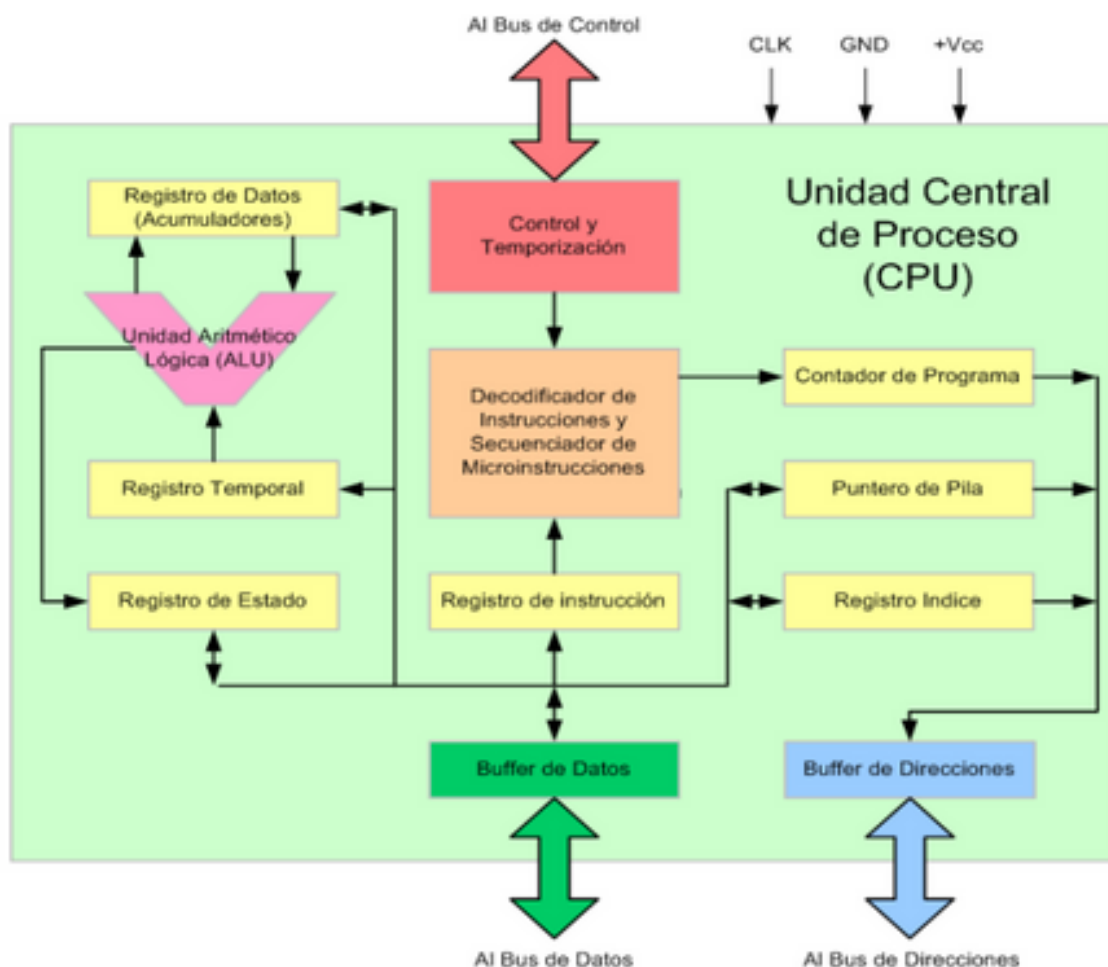 Al Bus de Control
CLK
GND
+Vcc
Unidad Central
de Proceso
(CPU)
Registro de Datos
(Acumuladores)
Control y
Temporización
Unidad Aritmético
Lógica (ALU)
Decodificador de
Instrucciones y
Secuenciador de
Microinstrucciones
Contador de Programa
Registro Temporal
Puntero de Pila
Registro de Estado
Registro de instrucción
Registro Indice
Buffer de Datos
Buffer de Direcciones
Al Bus de Datos
Al Bus de Direcciones